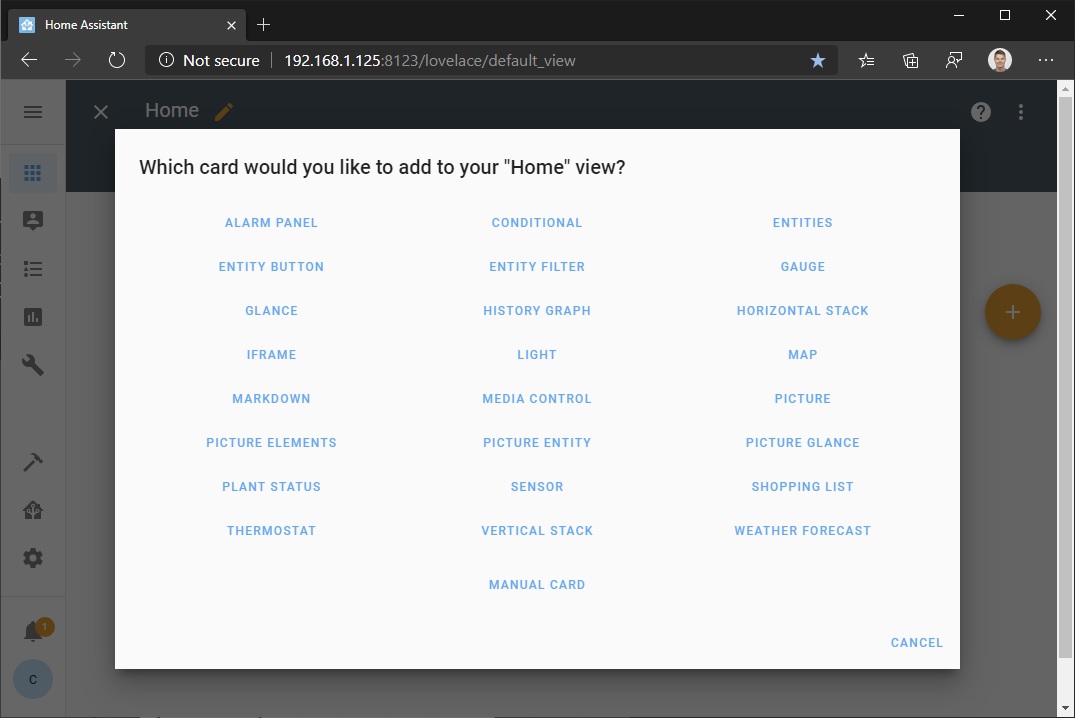 Home Assistant
Not secure 192.168.1.125:8123/lovelace/default_view
Home
Which card would you like to add to your "Home" view?
ALARM PANEL CONDITIONAL ENTITIES
ENTITY BUTTON ENTITY FILTER GAUGE
GLANCE HISTORY GRAPH HORIZONTAL STACK
IFRAME LIGHT MAP
MARKDOWN MEDIA CONTROL PICTURE
PICTURE ELEMENTS PICTURE ENTITY PICTURE GLANCE
PLANT STATUS SENSOR SHOPPING LIST
THERMOSTAT VERTICAL STACK WEATHER FORECAST
MANUAL CARD
1
CANCEL
C